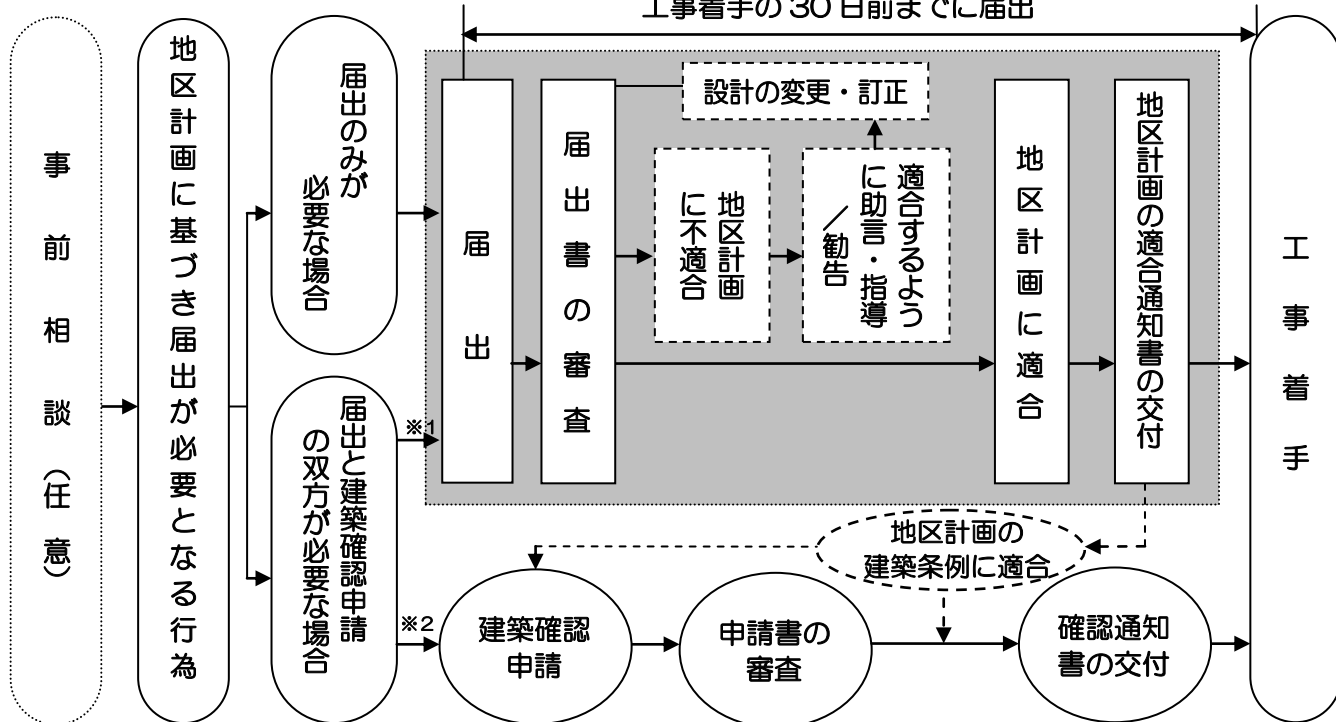 工事着手の30日前までに届出
事前相談(任意)
地区計画に基づき届出が必要となる行為
届出のみが
必要な場合
届出と建築確認申請
の双方が必要な場合
※1
※2
届出
届出書の審査
設計の変更・訂正
地区計画
に不適合
適合するよう
に助言・指導
/勧告
地区計画に適合
地区計画の適合通知書の交付
工事着手
地区計画の
建築条例に適合
建築確認
申請
申請書の
審査
確認通知
書の交付